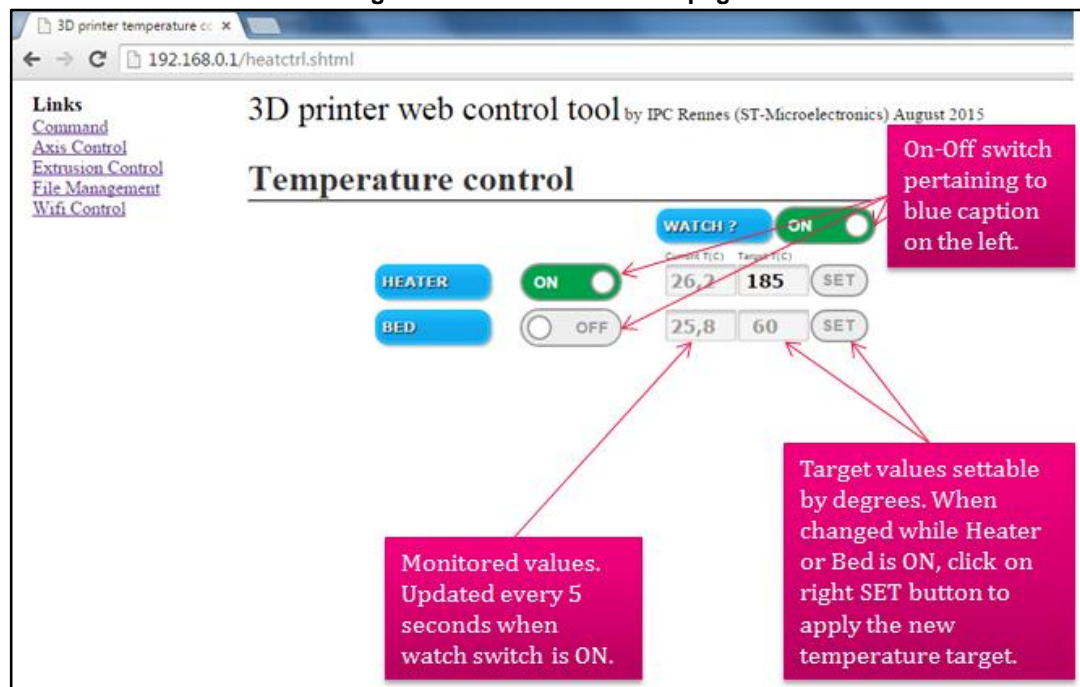 3D printer temperature cc ×
192.168.0.1/heatctrl.shtml
Links
Command
Axis Control
Extrusion Control
File Management
Wifi Control
3D printer web control tool by IPC Rennes (ST-Microelectronics) August 2015
Temperature control
WATCH ? ON
Current T(C) Target T(C)
HEATER ON 26,2 185 SET
BED OFF 25,8 60 SET
On-Off switch
pertaining to
blue caption
on the left.
Monitored values.
Updated every 5
seconds when
watch switch is ON.
Target values settable
by degrees. When
changed while Heater
or Bed is ON, click on
right SET button to
apply the new
temperature target.